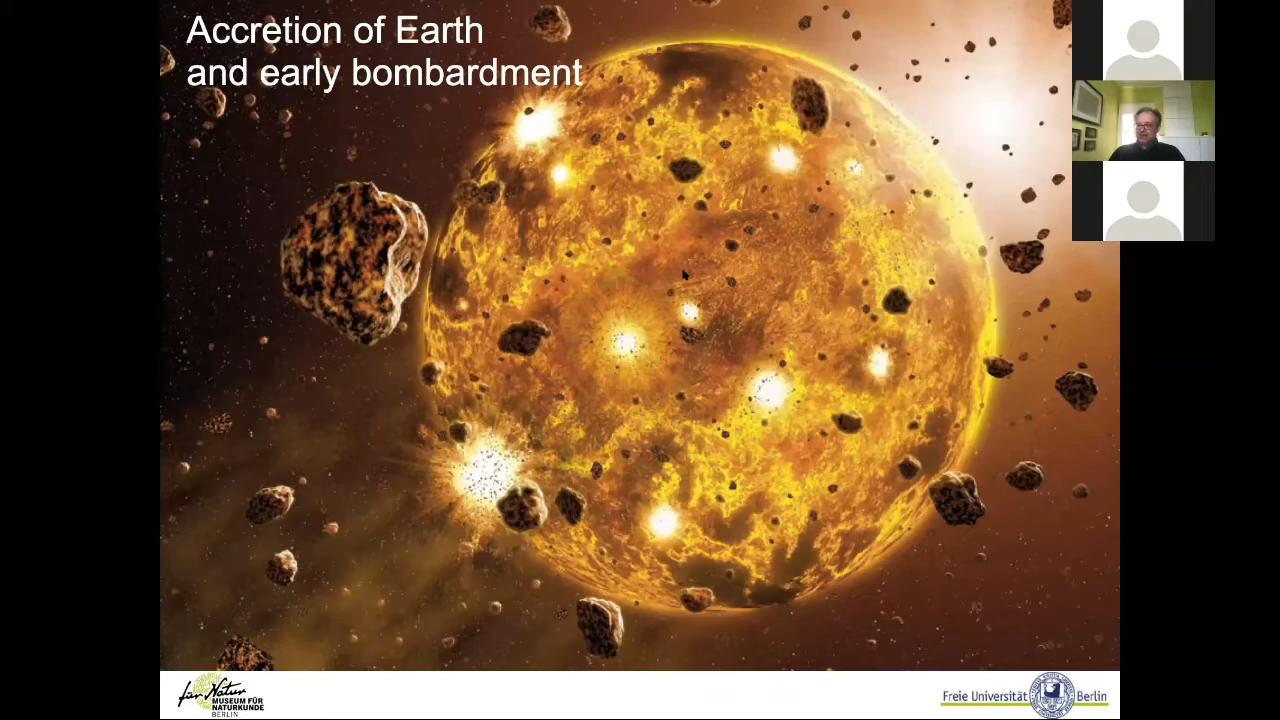 Accretion of Earth
and early bombardment
für Natur
MUSEUM FÜR
NATURKUNDE
BERLIN
Freie Universität Berlin